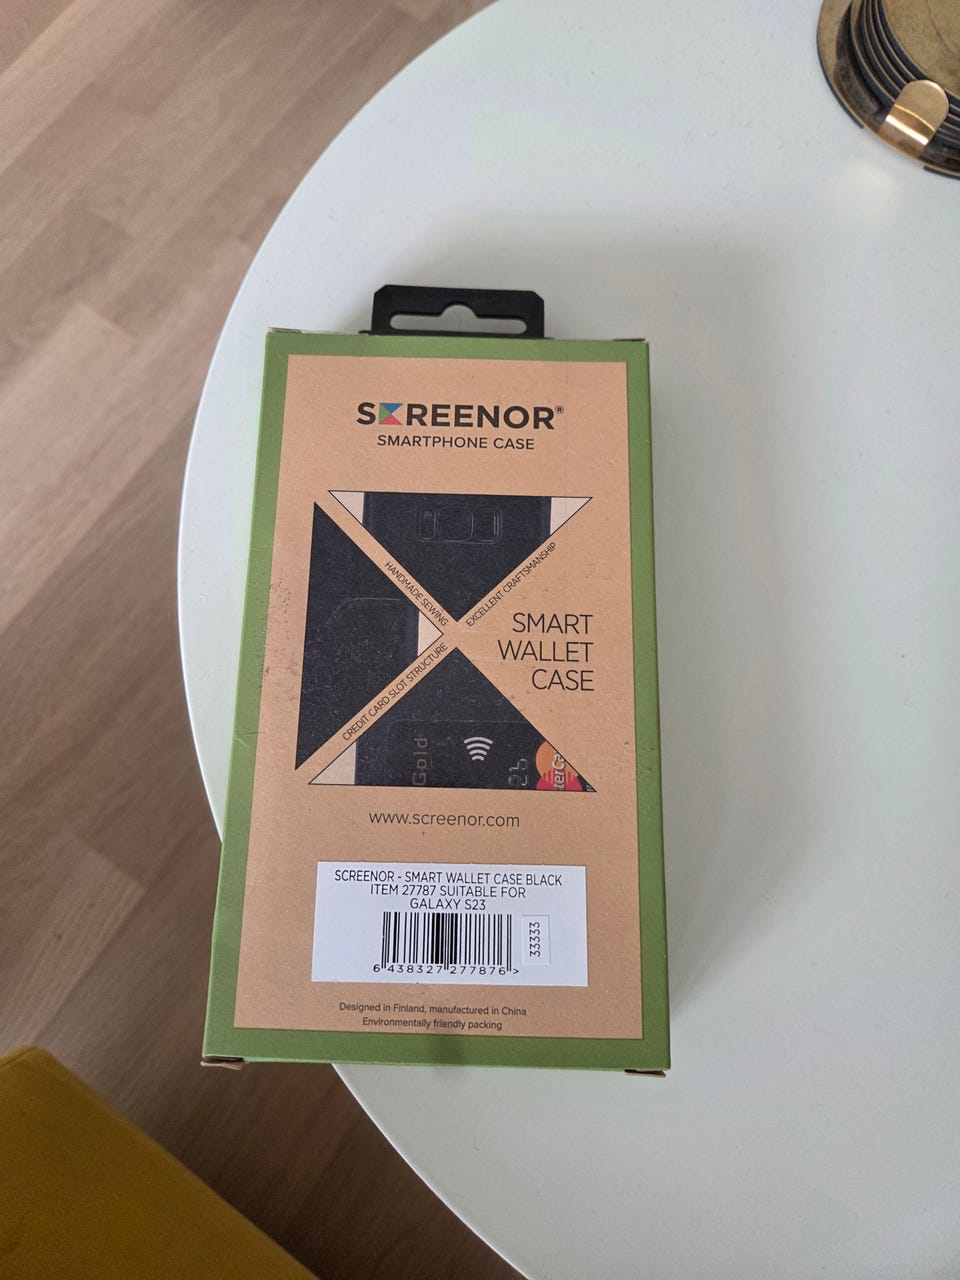 SCREENOR®
SMARTPHONE CASE
HANDMADE SEWING
EXCELLENT CRAFTSMANSHIP
CREDIT CARD SLOT STRUCTURE
SMART
WALLET
CASE
Gold
www.screenor.com
SCREENOR - SMART WALLET CASE BLACK
ITEM 27787 SUITABLE FOR
GALAXY S23
33333
6 438327 277876 >
Designed in Finland, manufactured in China
Environmentally friendly packing